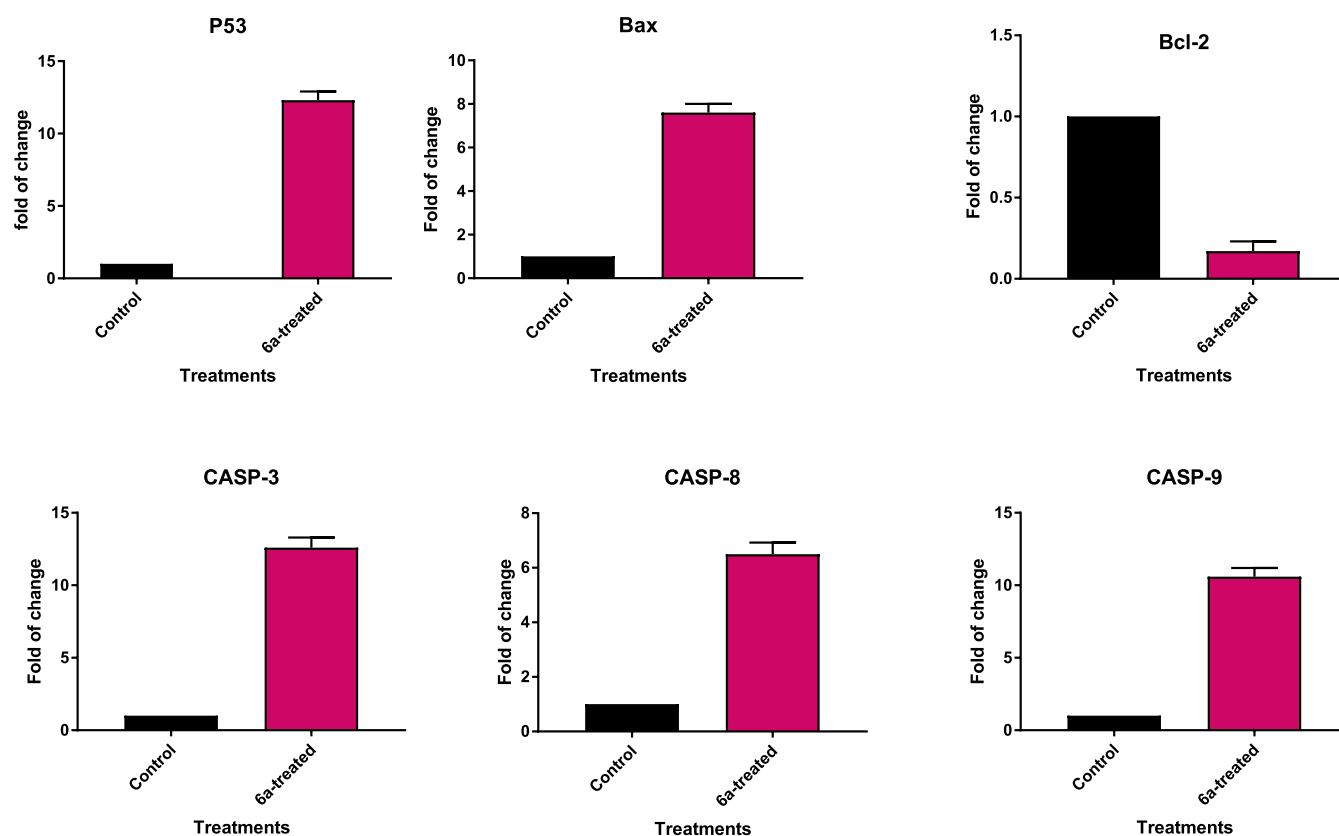 P53
fold of change
15
10
5
0
Control
6a-treated
Treatments
Bax
Fold of change
10
8
6
4
2
0
Control
6a-treated
Treatments
Bcl-2
Fold of change
1.5
1.0
0.5
0.0
Control
6a-treated
Treatments
CASP-3
Fold of change
15
10
5
0
Control
6a-treated
Treatments
CASP-8
Fold of change
8
6
4
2
0
Control
6a-treated
Treatments
CASP-9
Fold of change
15
10
5
0
Control
6a-treated
Treatments